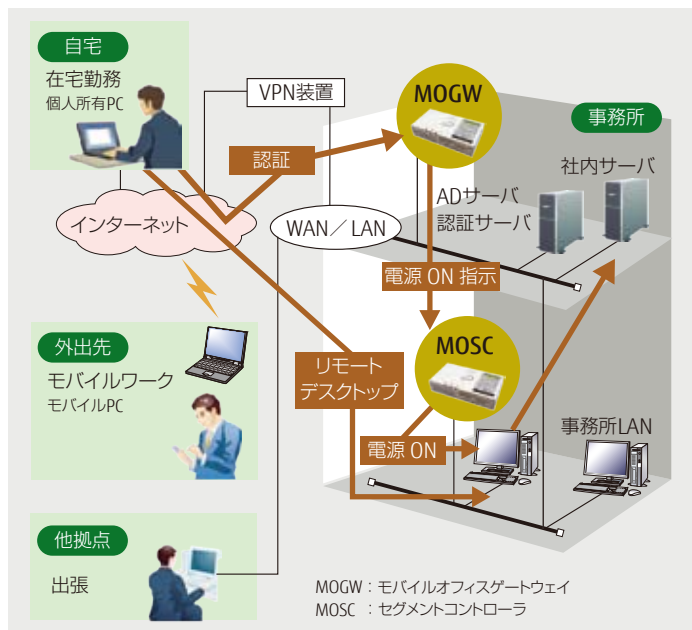 自宅
在宅勤務
個人所有PC
VPN装置
MOGW
事務所
認証
社内サーバ
ADサーバ
認証サーバ
インターネット
WAN／LAN
電源 ON 指示
外出先
モバイルワーク
モバイルPC
MOSC
リモート
デスクトップ
電源 ON
事務所LAN
他拠点
出張
MOGW：モバイルオフィスゲートウェイ
MOSC：セグメントコントローラ